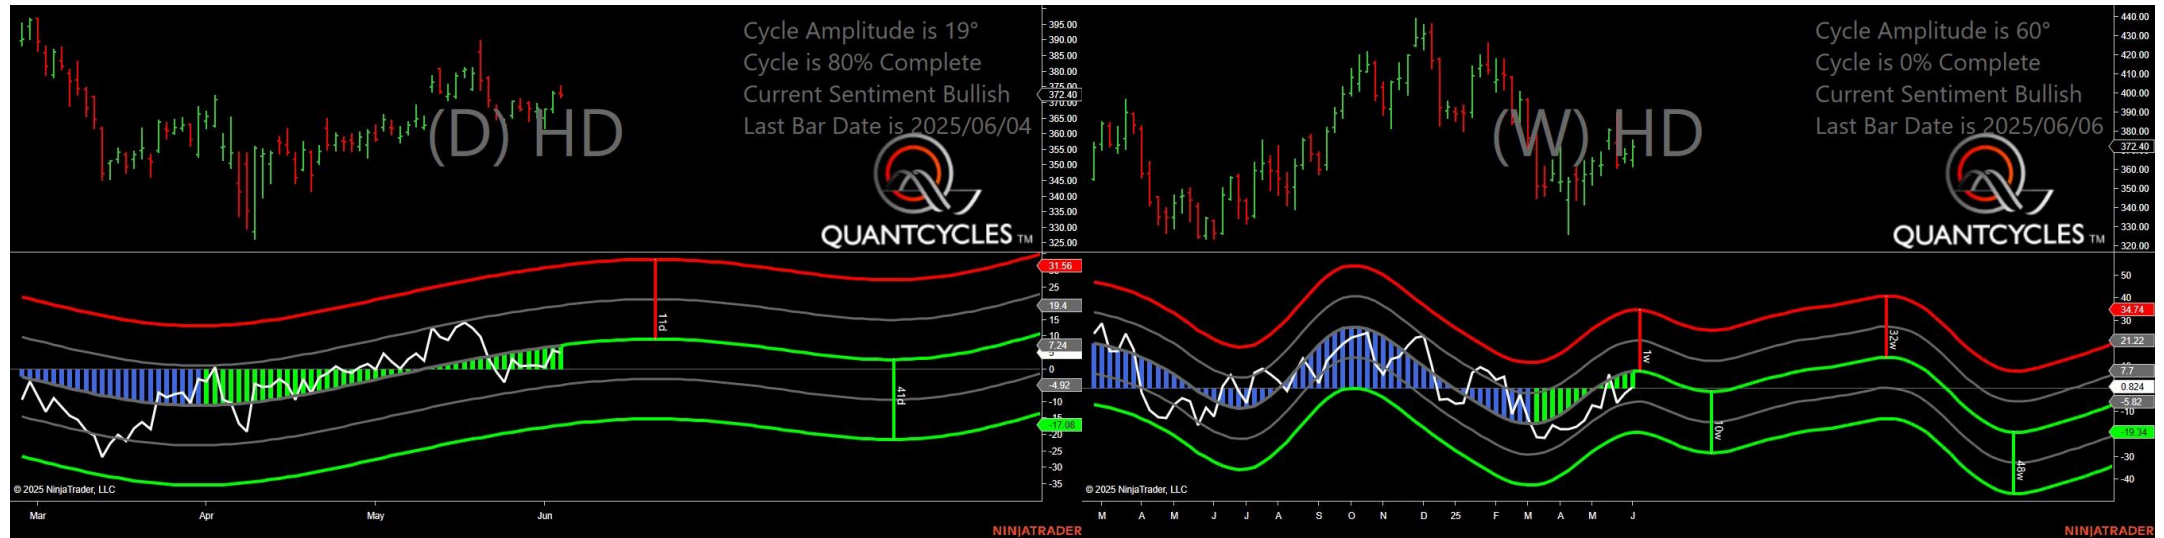 Cycle Amplitude is 19°
Cycle is 80% Complete
Current Sentiment Bullish
Last Bar Date is 2025/06/04
(D) HD
QUANTCYCLES TM
395.00
390.00
385.00
380.00
375.00
372.40
370.00
365.00
360.00
355.00
350.00
345.00
340.00
335.00
330.00
325.00
31.56
25
19.4
15
10
7.24
5
0
-4.92
-10
-17.08
-20
-25
-30
-35
11d
41d
© 2025 NinjaTrader, LLC
Mar
Apr
May
Jun
NINJATRADER
Cycle Amplitude is 60°
Cycle is 0% Complete
Current Sentiment Bullish
Last Bar Date is 2025/06/06
(W) HD
QUANTCYCLES TM
440.00
430.00
420.00
410.00
400.00
390.00
380.00
372.40
360.00
350.00
340.00
330.00
320.00
50
40
34.74
30
21.22
7.7
0.824
-5.82
-10
-19.34
-30
-40
1w
10w
32w
48w
© 2025 NinjaTrader, LLC
M
A
M
J
J
A
S
O
N
D
25
F
M
A
M
J
NINJATRADER